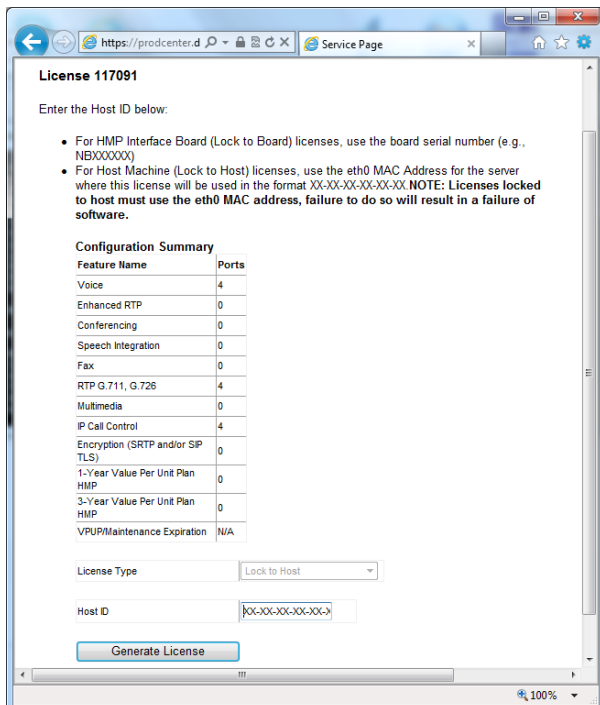 https://prodcenter.d
Service Page
License 117091
Enter the Host ID below:
• For HMP Interface Board (Lock to Board) licenses, use the board serial number (e.g.,
NBXXXXXX)
• For Host Machine (Lock to Host) licenses, use the eth0 MAC Address for the server
where this license will be used in the format XX-XX-XX-XX-XX-XX.NOTE: Licenses locked
to host must use the eth0 MAC address, failure to do so will result in a failure of
software.
Configuration Summary
Feature Name Ports
Voice 4
Enhanced RTP 0
Conferencing 0
Speech Integration 0
Fax 0
RTP G.711, G.726 4
Multimedia 0
IP Call Control 4
Encryption (SRTP and/or SIP
TLS) 0
1-Year Value Per Unit Plan
HMP 0
3-Year Value Per Unit Plan
HMP 0
VPUP/Maintenance Expiration N/A
License Type Lock to Host
Host ID XX-XX-XX-XX-XX-X
Generate License
100%